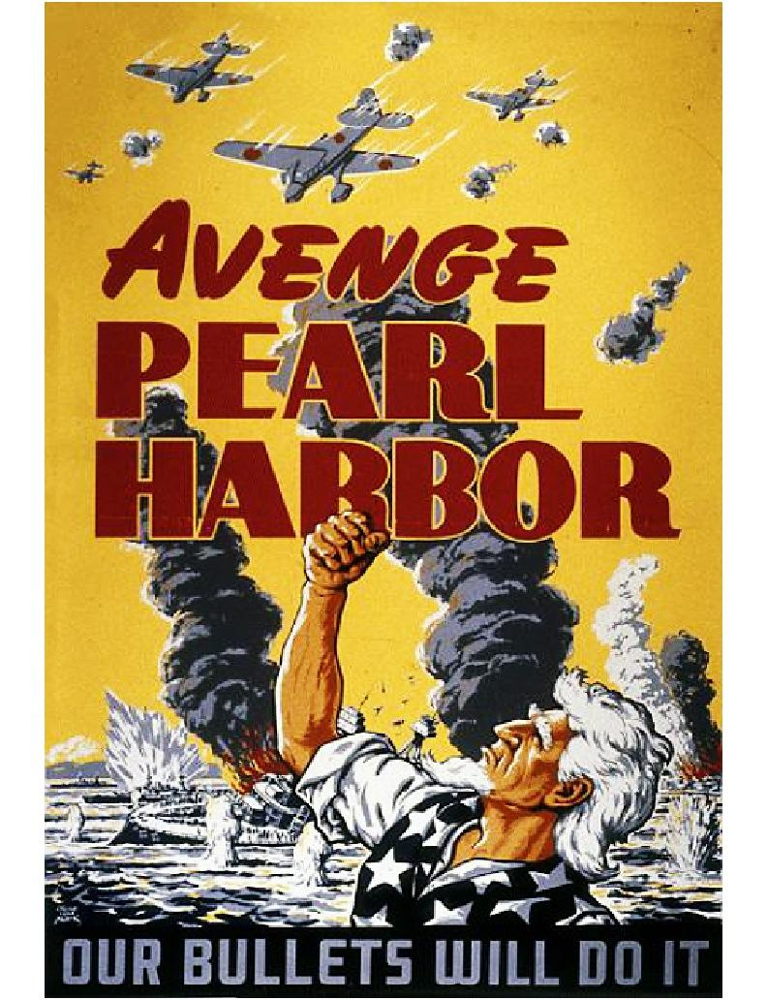 AVENGE
PEARL
HARBOR
OUR BULLETS WILL DO IT